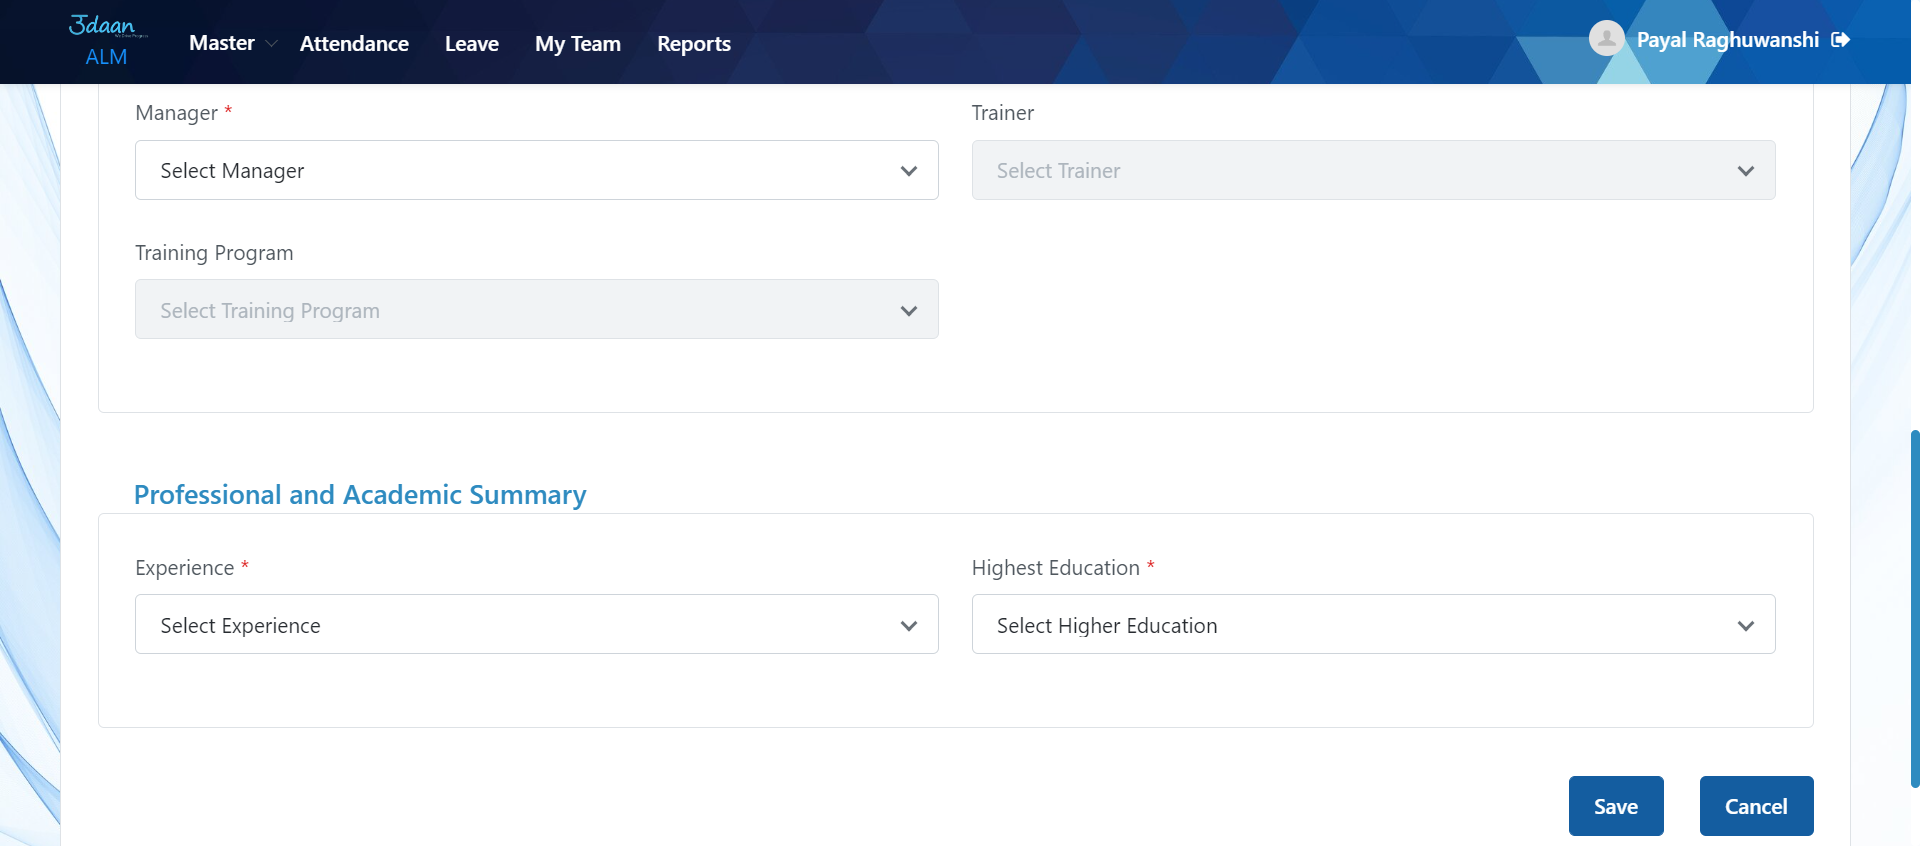 उdaan
ALM
Master
Attendance
Leave
My Team
Reports
Payal Raghuwanshi
Manager *
Trainer
Select Manager
Select Trainer
Training Program
Select Training Program
Professional and Academic Summary
Experience *
Highest Education *
Select Experience
Select Higher Education
Save
Cancel